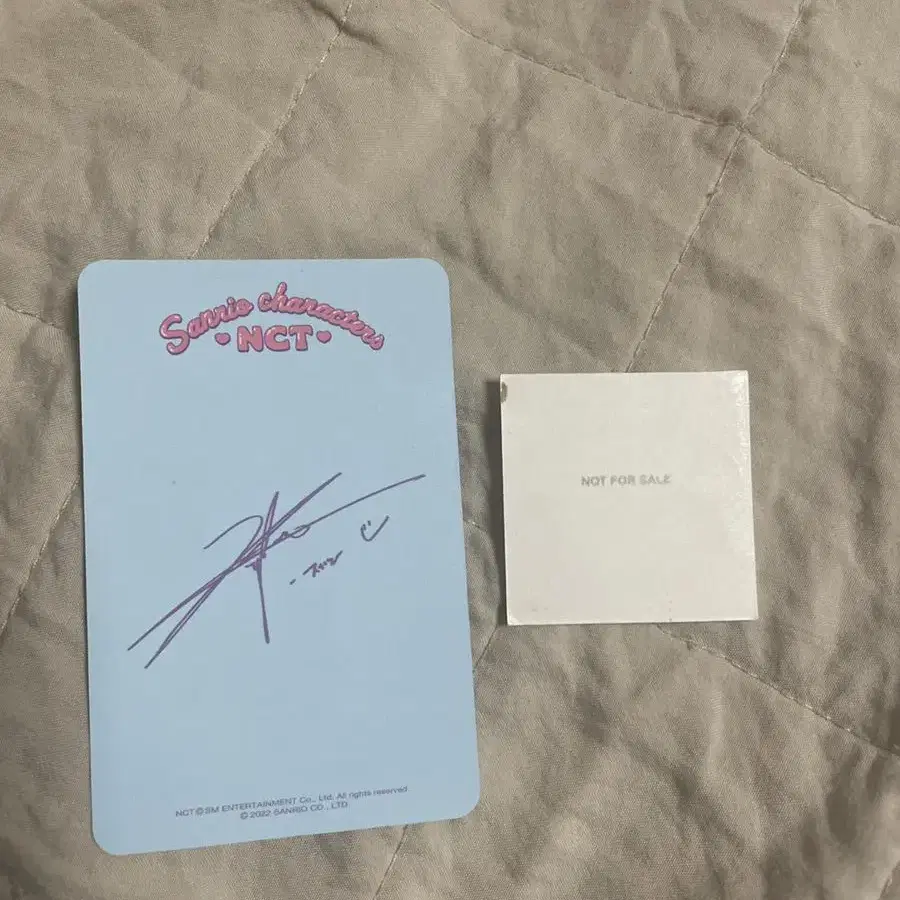 Sanrio characters
NCT
NCT © SM ENTERTAINMENT Co., Ltd. All rights reserved
© 2022 SANRIO CO., LTD
NOT FOR SALE